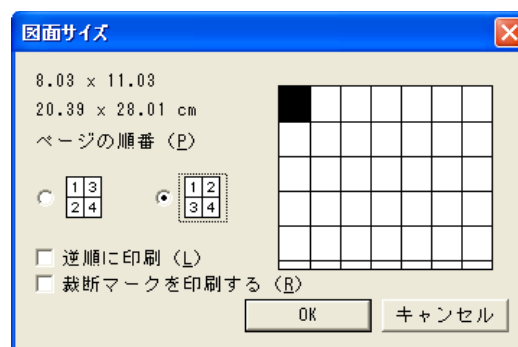 図面サイズ
8.03 x 11.03
20.39 x 28.01 cm
ページの順番 (P)
1 3
2 4
1 2
3 4
逆順に印刷 (L)
裁断マークを印刷する (R)
OK
キャンセル